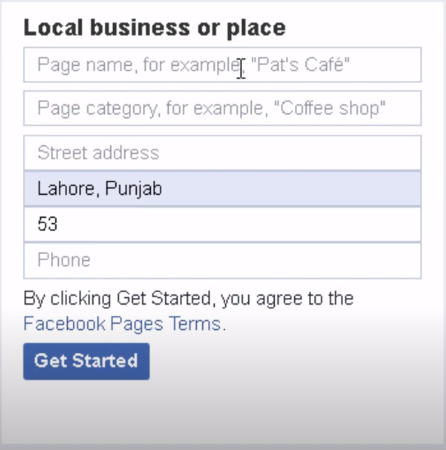 Local business or place
Page name, for example, "Pat's Café"
Page category, for example, "Coffee shop"
Street address
Lahore, Punjab
53
Phone
By clicking Get Started, you agree to the
Facebook Pages Terms.
Get Started